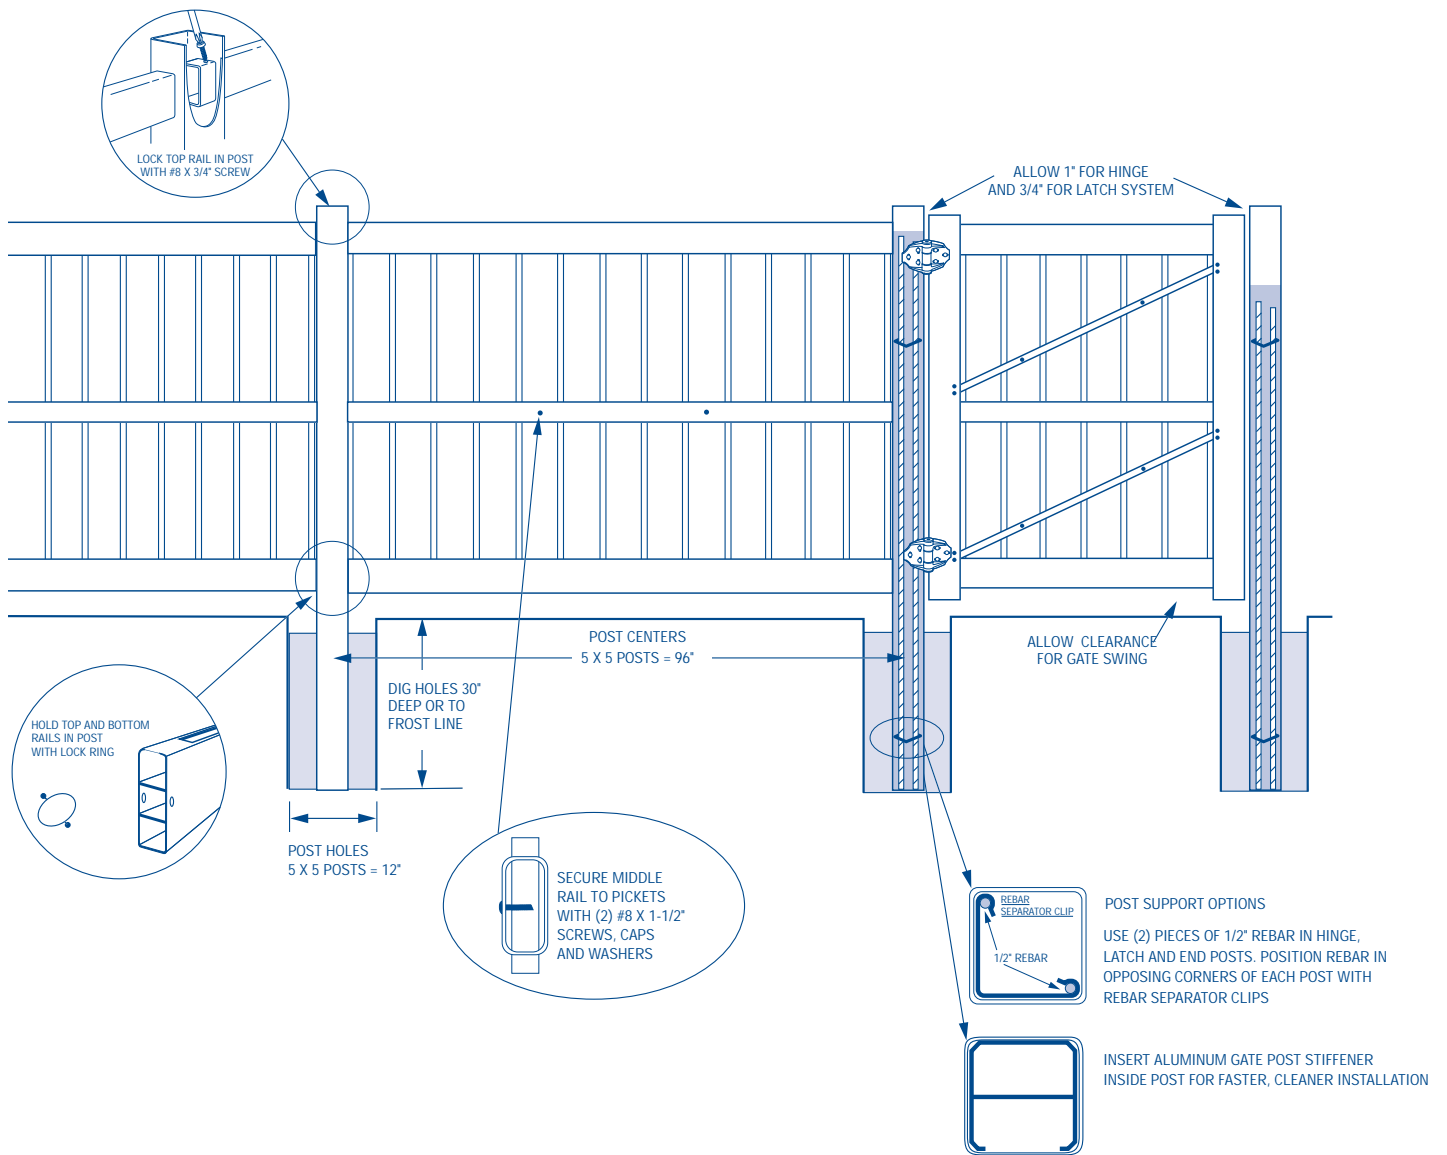 LOCK TOP RAIL IN POST
WITH #8 X 3/4" SCREW
ALLOW 1" FOR HINGE
AND 3/4" FOR LATCH SYSTEM
POST CENTERS
5 X 5 POSTS = 96"
ALLOW CLEARANCE
FOR GATE SWING
DIG HOLES 30"
DEEP OR TO
FROST LINE
HOLD TOP AND BOTTOM
RAILS IN POST
WITH LOCK RING
POST HOLES
5 X 5 POSTS = 12"
SECURE MIDDLE
RAIL TO PICKETS
WITH (2) #8 X 1-1/2"
SCREWS, CAPS
AND WASHERS
REBAR
SEPARATOR CLIP
1/2" REBAR
POST SUPPORT OPTIONS
USE (2) PIECES OF 1/2" REBAR IN HINGE,
LATCH AND END POSTS. POSITION REBAR IN
OPPOSING CORNERS OF EACH POST WITH
REBAR SEPARATOR CLIPS
INSERT ALUMINUM GATE POST STIFFENER
INSIDE POST FOR FASTER, CLEANER INSTALLATION